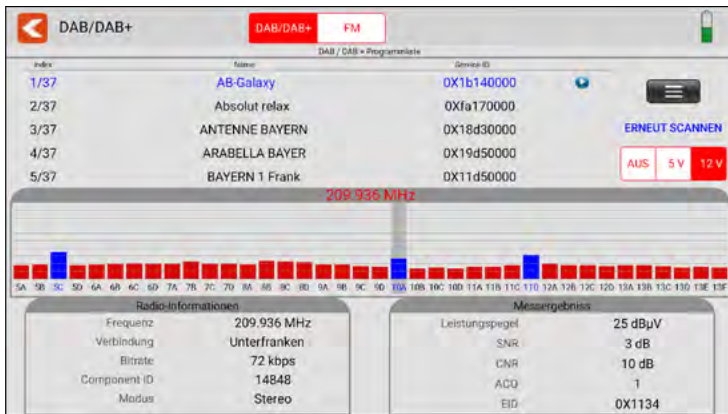 DAB/DAB+ DAB/DAB+ FM
DAB / DAB + Programmliste
Index Name Service ID
1/37 AB-Galaxy 0X1b140000
2/37 Absolut relax 0Xfa170000
3/37 ANTENNE BAYERN 0X18d30000 ERNEUT SCANNEN
4/37 ARABELLA BAYER 0X19d50000 AUS 5 V 12 V
5/37 BAYERN 1 Frank 0X11d50000
209.936 MHz
5A 5B 5C 5D 6A 6B 6C 6D 7A 7B 7C 7D 8A 8B 8C 8D 9A 9B 9C 9D 10A 10B 10C 10D 11A 11B 11C 11D 12A 12B 12C 12D 13A 13B 13C 13D 13E 13F
Radio-Informationen Messergebniss
Frequenz 209.936 MHz Leistungspegel 25 dBµV
Verbindung Unterfranken SNR 3 dB
Bitrate 72 kbps CNR 10 dB
Component ID 14848 ACQ 1
Modus Stereo EID 0X1134